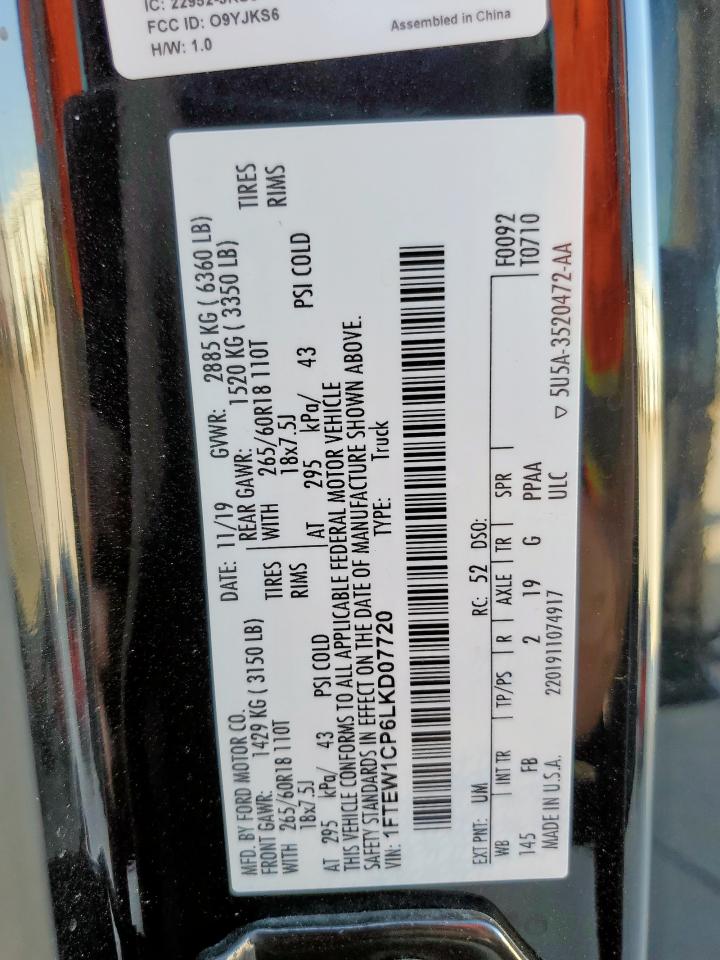 FCC ID: O9YJKS6
H/W: 1.0
Assembled in China
MFD. BY FORD MOTOR CO.
DATE: 11/19
GVWR: 2885 KG ( 6360 LB)
FRONT GAWR: 1429 KG ( 3150 LB)
REAR GAWR: 1520 KG ( 3350 LB)
WITH 265/60R18 110T TIRES
WITH 265/60R18 110T TIRES
18x7.5J RIMS
18x7.5J RIMS
AT 295 kPa/ 43 PSI COLD
AT 295 kPa/ 43 PSI COLD
THIS VEHICLE CONFORMS TO ALL APPLICABLE FEDERAL MOTOR VEHICLE
SAFETY STANDARDS IN EFFECT ON THE DATE OF MANUFACTURE SHOWN ABOVE.
VIN: 1FTEW1CP6LKD07720
TYPE: Truck
EXT PNT: UM
RC: 52 DSO:
F0092
T0710
WB INT TR TP/PS R AXLE TR SPR
145 FB 2 19 G PPAA
MADE IN U.S.A. 2201911074917 ULC
5U5A-3520472-AA